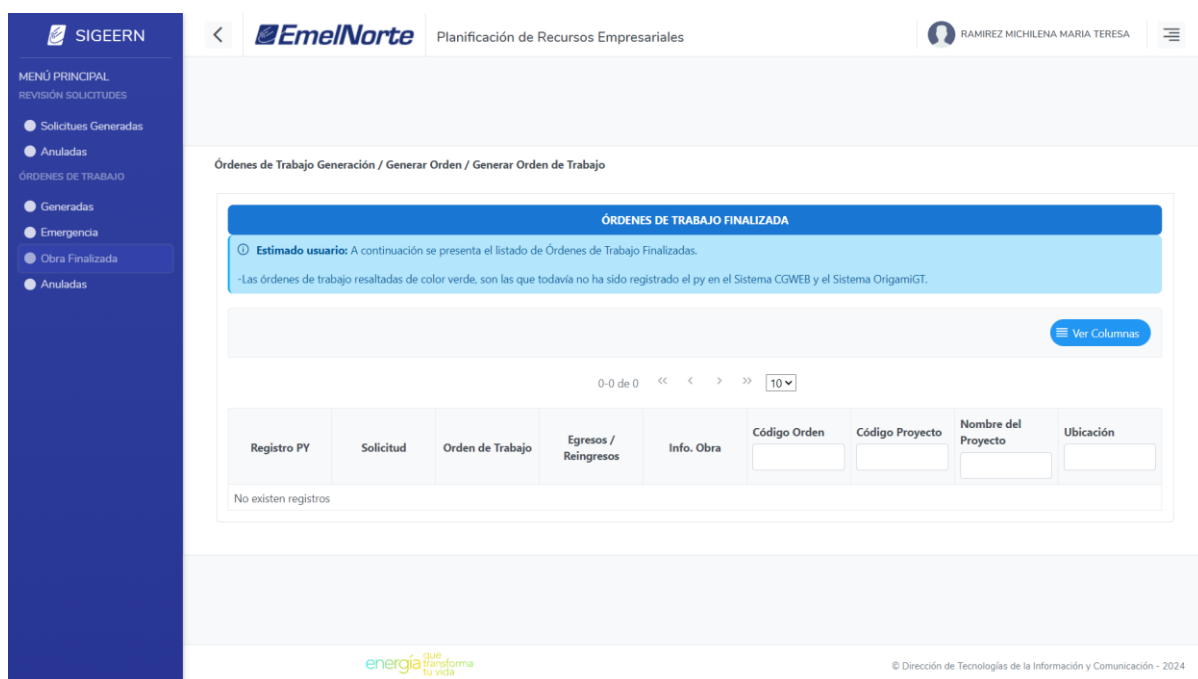 SIGEERN
EmelNorte
Planificación de Recursos Empresariales
RAMIREZ MICHILENA MARIA TERESA
MENÚ PRINCIPAL
REVISIÓN SOLICITUDES
Solicitues Generadas
Anuladas
ÓRDENES DE TRABAJO
Generadas
Emergencia
Obra Finalizada
Anuladas
Órdenes de Trabajo Generación / Generar Orden / Generar Orden de Trabajo
ÓRDENES DE TRABAJO FINALIZADA
Estimado usuario: A continuación se presenta el listado de Órdenes de Trabajo Finalizadas.
-Las órdenes de trabajo resaltadas de color verde, son las que todavía no ha sido registrado el py en el Sistema CGWEB y el Sistema OrigamiGT.
Ver Columnas
0-0 de 0 << < > >> 10
Registro PY
Solicitud
Orden de Trabajo
Egresos /
Reingresos
Info. Obra
Código Orden
Código Proyecto
Nombre del
Proyecto
Ubicación
No existen registros
energía que
transforma
tu vida
© Dirección de Tecnologías de la Información y Comunicación - 2024